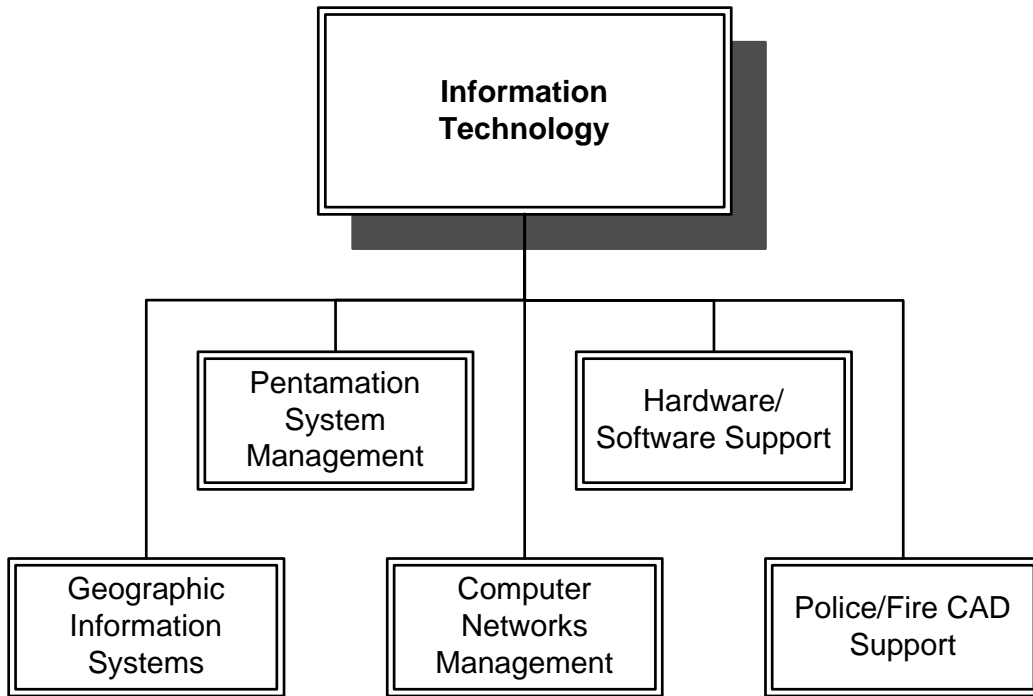 Information
Technology
Pentamation
System
Management
Hardware/
Software Support
Geographic
Information
Systems
Computer
Networks
Management
Police/Fire CAD
Support